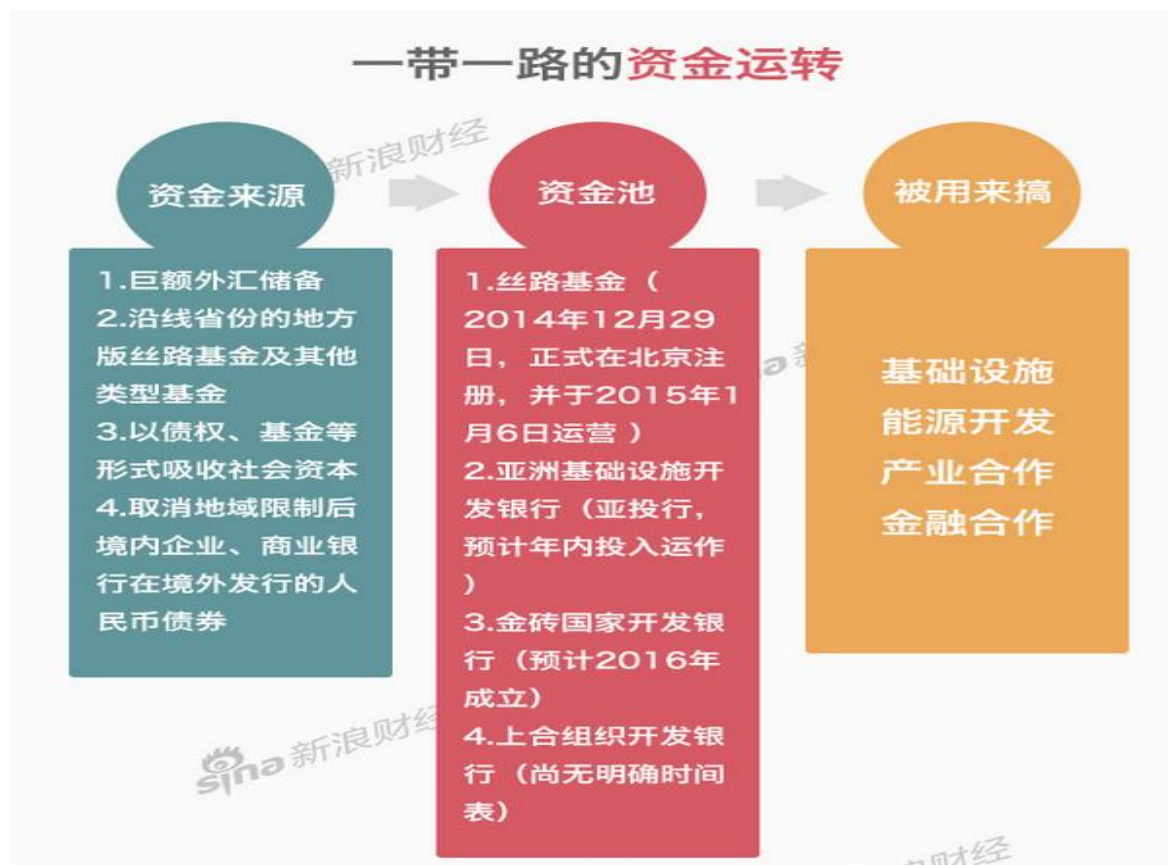 一带一路的资金运转
资金来源
1.巨额外汇储备
2.沿线省份的地方
版丝路基金及其他
类型基金
3.以债权、基金等
形式吸收社会资本
4.取消地域限制后
境内企业、商业银
行在境外发行的人
民币债券
资金池
1.丝路基金（
2014年12月29
日，正式在北京注
册，并于2015年1
月6日运营 ）
2.亚洲基础设施开
发银行（亚投行，
预计年内投入运作
）
3.金砖国家开发银
行（预计2016年
成立）
4.上合组织开发银
行（尚无明确时间
表）
被用来搞
基础设施
能源开发
产业合作
金融合作
新浪财经
sina新浪财经